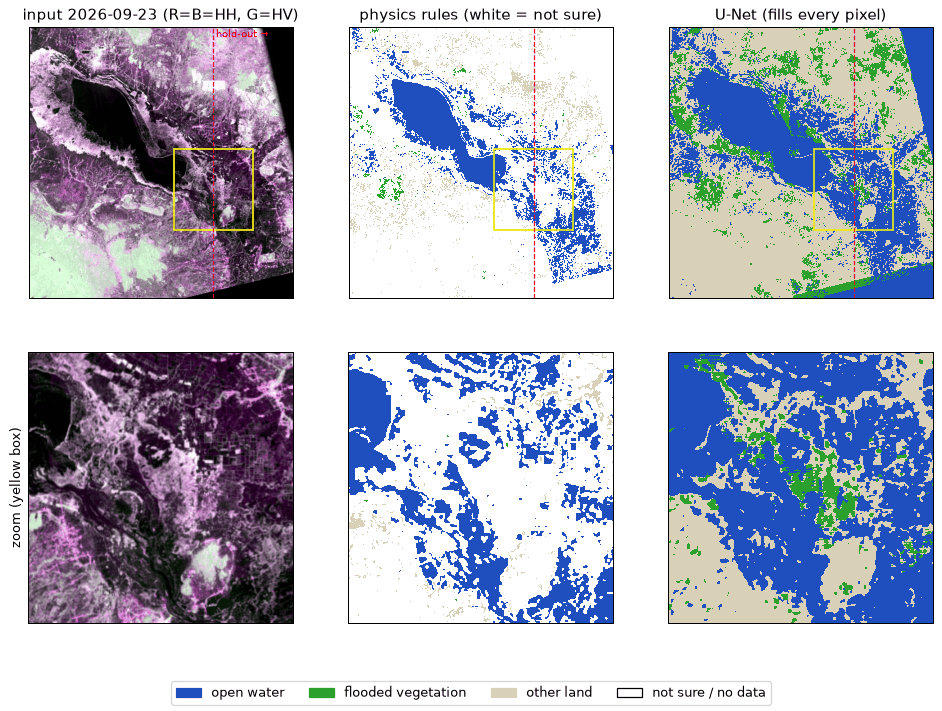 input 2026-09-23 (R=B=HH, G=HV)
physics rules (white = not sure)
U-Net (fills every pixel)
hold-out →
zoom (yellow box)
open water
flooded vegetation
other land
not sure / no data